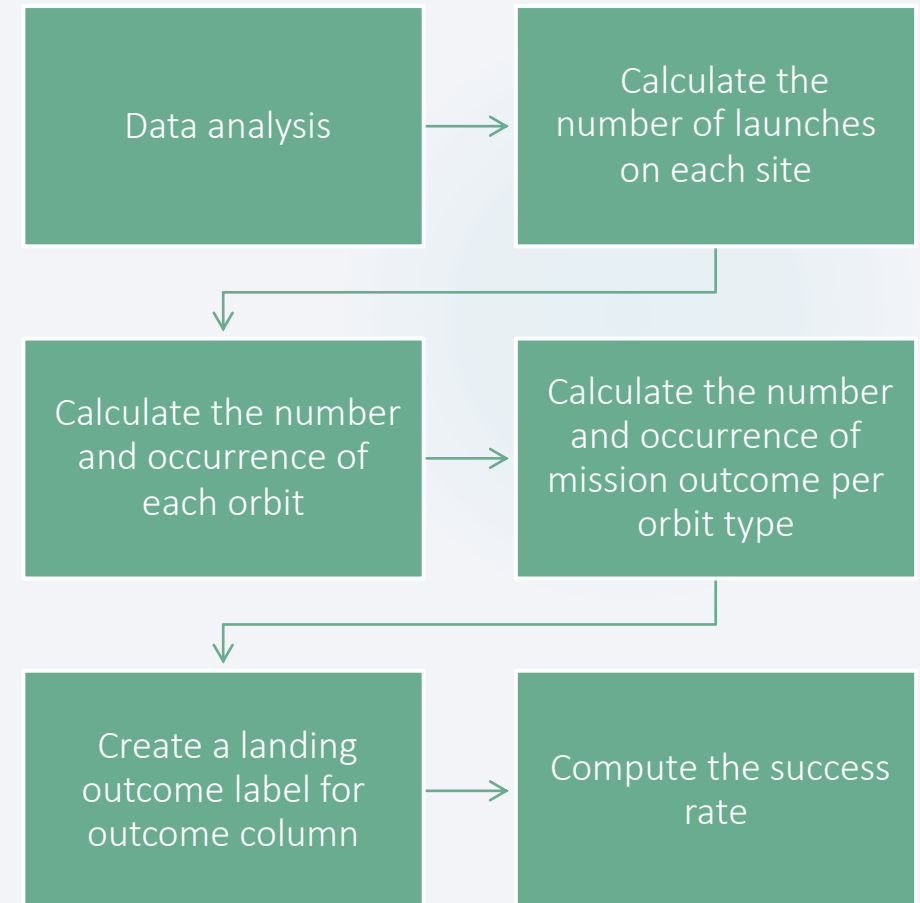 Data analysis
Calculate the
number of launches
on each site
Calculate the number
and occurrence of
each orbit
Calculate the number
and occurrence of
mission outcome per
orbit type
Create a landing
outcome label for
outcome column
Compute the success
rate